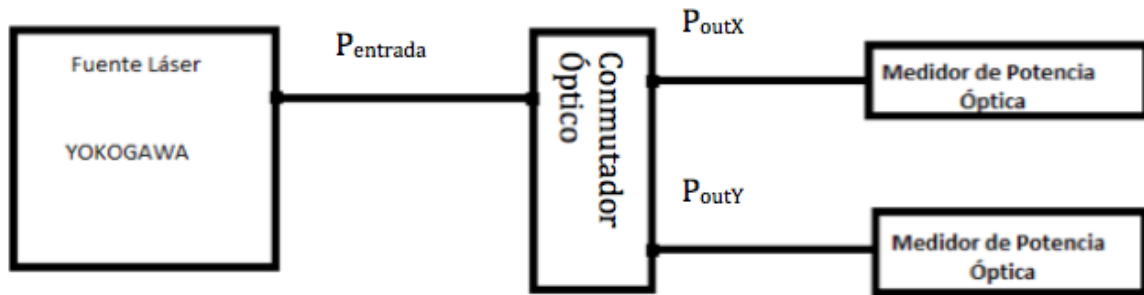 Fuente Láser
YOKOGAWA
Pentrada
Conmutador
Óptico
PoutX
Medidor de Potencia
Óptica
PoutY
Medidor de Potencia
Óptica